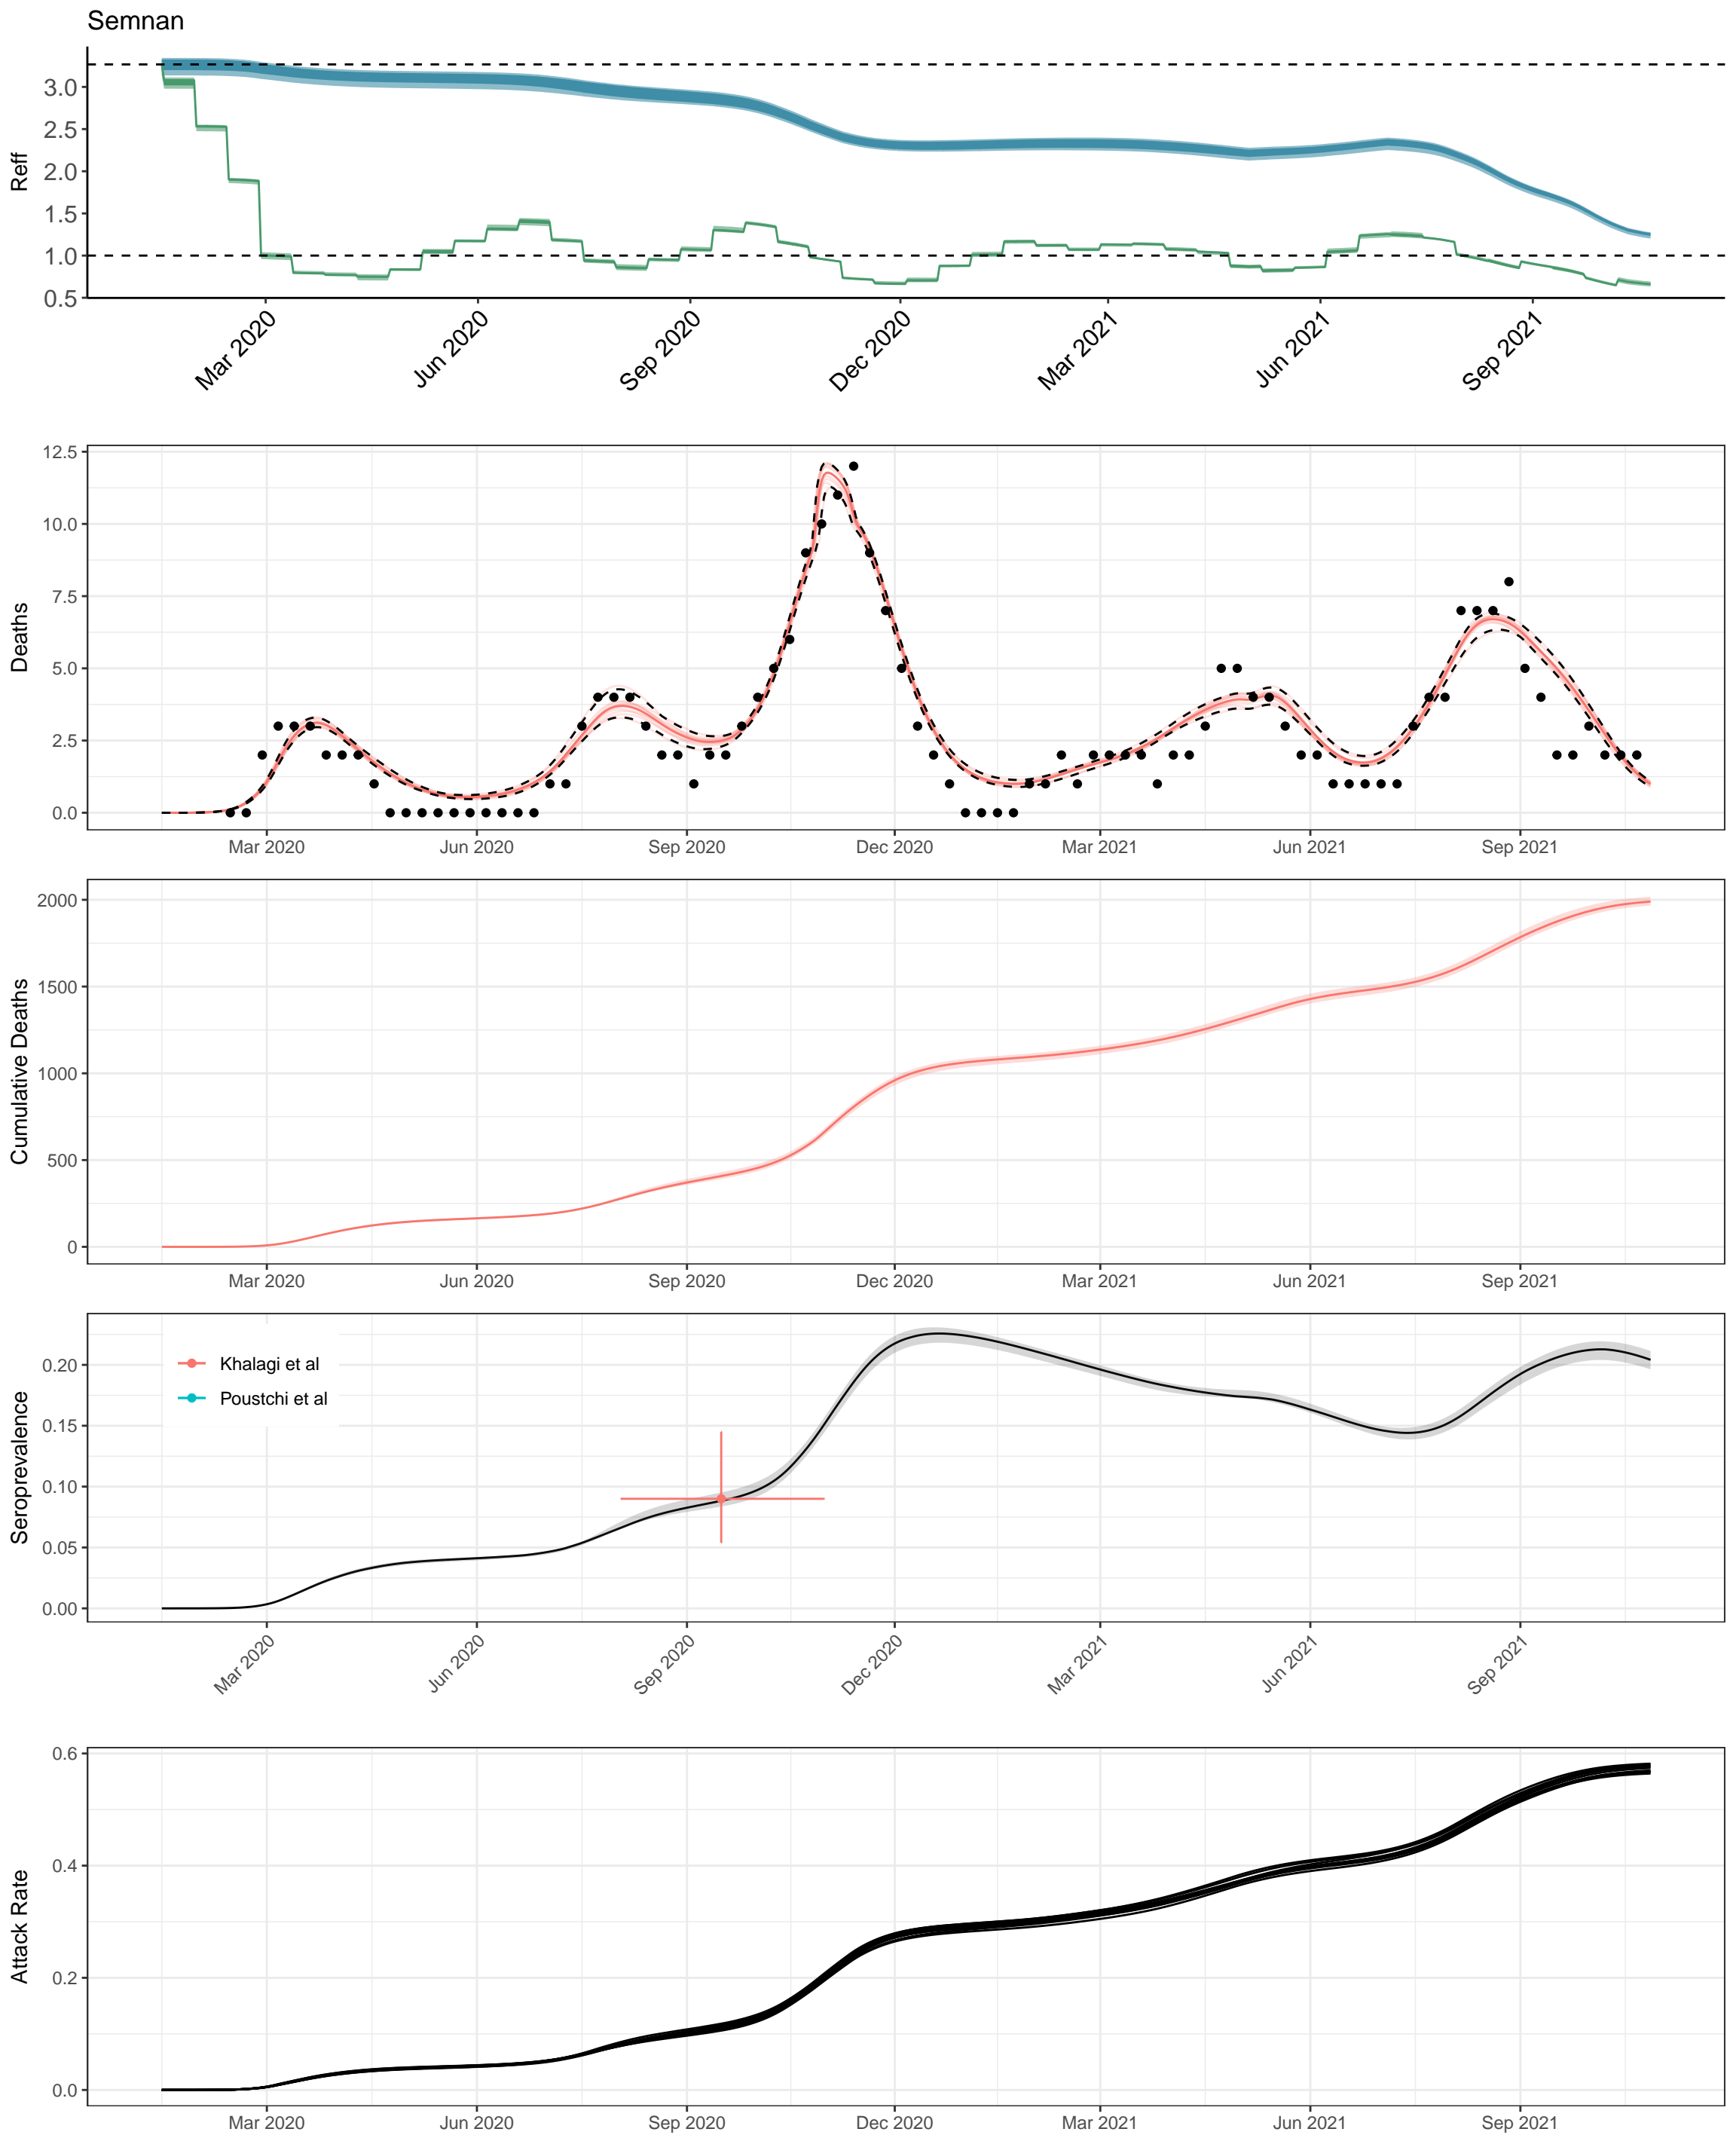 Semnan
Reff
3.0
2.5
2.0
1.5
1.0
0.5
Mar 2020
Jun 2020
Sep 2020
Dec 2020
Mar 2021
Jun 2021
Sep 2021
Deaths
12.5
10.0
7.5
5.0
2.5
0.0
Mar 2020
Jun 2020
Sep 2020
Dec 2020
Mar 2021
Jun 2021
Sep 2021
Cumulative Deaths
2000
1500
1000
500
0
Mar 2020
Jun 2020
Sep 2020
Dec 2020
Mar 2021
Jun 2021
Sep 2021
Seroprevalence
0.20
0.15
0.10
0.05
0.00
Khalagi et al
Poustchi et al
Mar 2020
Jun 2020
Sep 2020
Dec 2020
Mar 2021
Jun 2021
Sep 2021
Attack Rate
0.6
0.4
0.2
0.0
Mar 2020
Jun 2020
Sep 2020
Dec 2020
Mar 2021
Jun 2021
Sep 2021